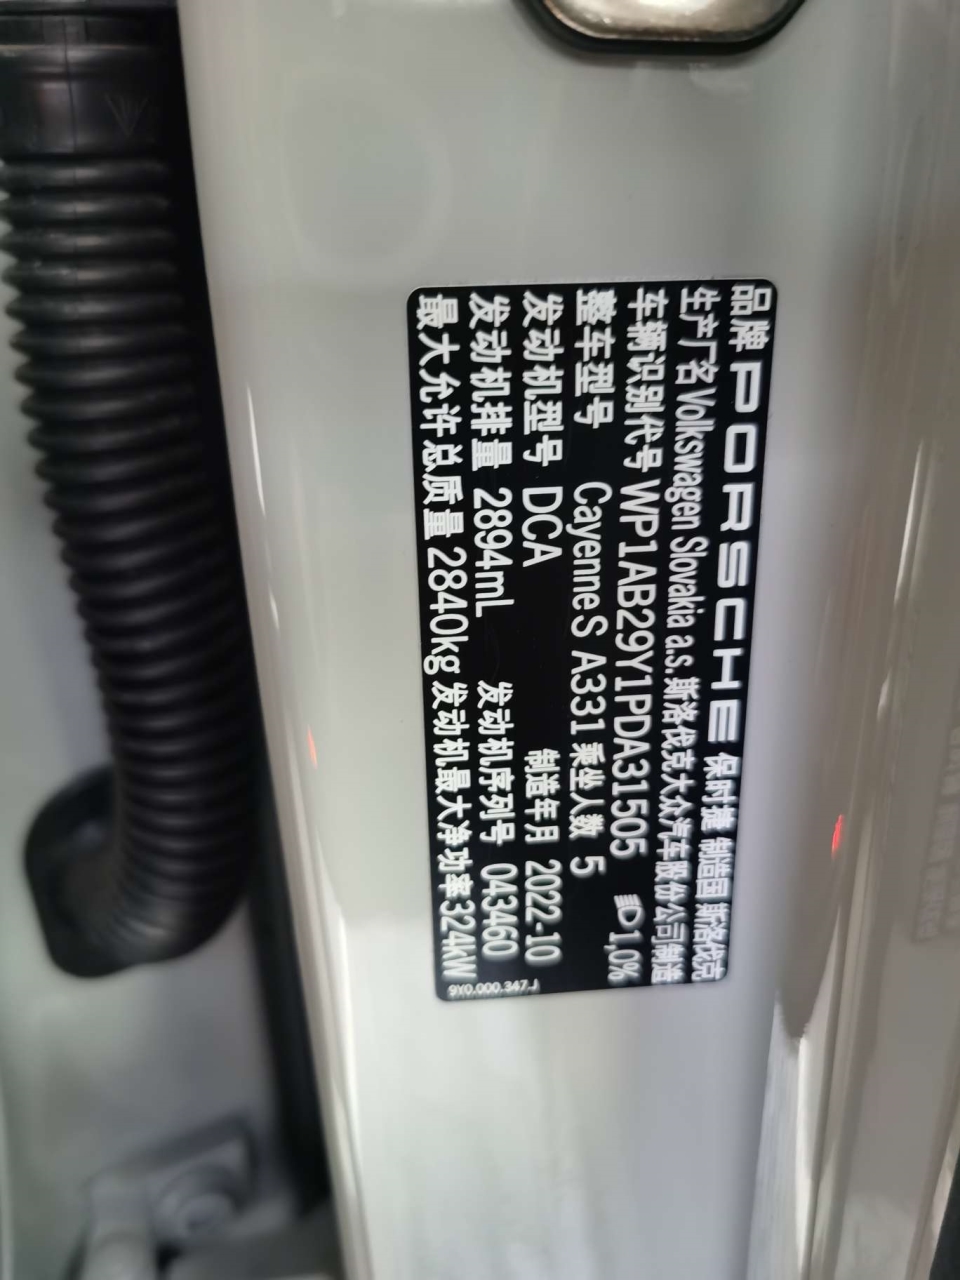 品牌 PORSCHE 保时捷 制造国 斯洛伐克
生产厂名 Volkswagen Slovakia a.s. 斯洛伐克大众汽车股份公司制造
车辆识别代号 WP1AB29Y1PDA31505 1,0%
整车型号 Cayenne S A331 乘坐人数 5
发动机型号 DCA 制造年月 2022-10
发动机排量 2894mL 发动机序列号 043460
最大允许总质量 2840kg 发动机最大净功率 324kW
9Y0.000.347.J